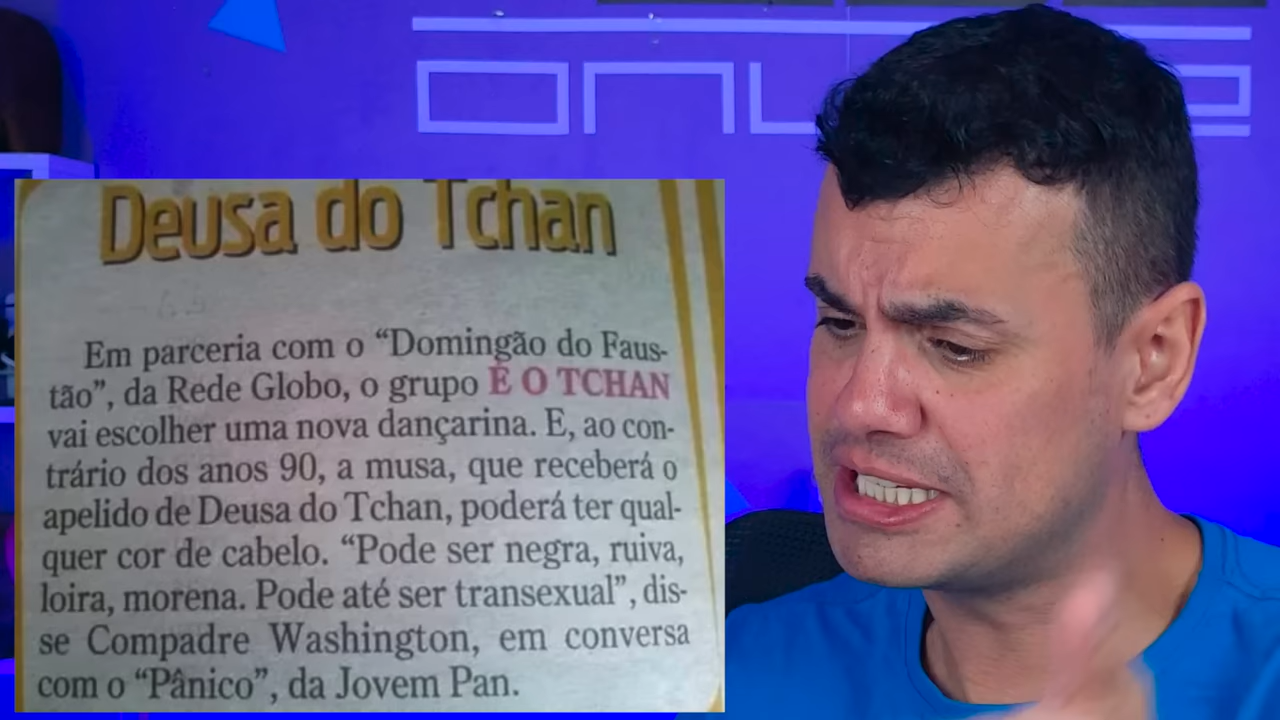 Deusa do Tchan
Em parceria com o “Domingão do Faus-
tão”, da Rede Globo, o grupo É O TCHAN
vai escolher uma nova dançarina. E, ao con-
trário dos anos 90, a musa, que receberá o
apelido de Deusa do Tchan, poderá ter qual-
quer cor de cabelo. “Pode ser negra, ruiva,
loira, morena. Pode até ser transexual”, dis-
se Compadre Washington, em conversa
com o “Pânico”, da Jovem Pan.